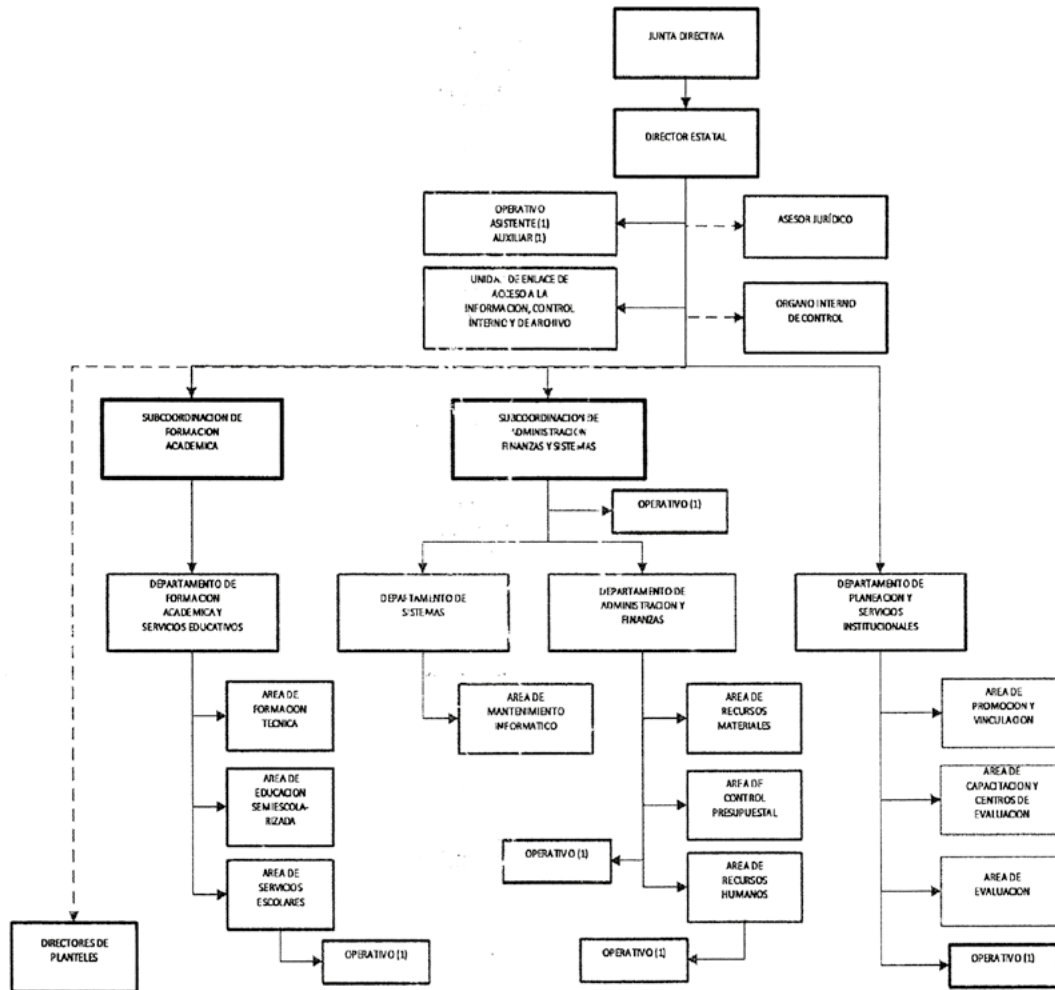 JUNTA DIRECTIVA
DIRECTOR ESTATAL
OPERATIVO
ASISTENTE (1)
AUXILIAR (1)
ASESOR JURÍDICO
UNIDAD DE ENLACE DE
ACCESO A LA
INFORMACION, CONTROL
ÍNTERNO Y DE ARCHIVO
ORGANO INTERNO
DE CONTROL
SUBCOORDINACION DE
FORMACION
ACADEMICA
SUBCOORDINACION DE
ADMINISTRACION
FINANZAS Y SISTEMAS
OPERATIVO (1)
DEPARTAMENTO DE
FORMACION
ACADEMICA Y
SERVICIOS EDUCATIVOS
DEPARTAMENTO DE
SISTEMAS
DEPARTAMENTO DE
ADMINISTRACION Y
FINANZAS
DEPARTAMENTO DE
PLANEACION Y
SERVICIOS
INSTITUCIONALES
AREA DE
FORMACION
TECNICA
AREA DE
MANTENIMIENTO
INFORMATICO
AREA DE
RECURSOS
MATERIALES
AREA DE
PROMOCION Y
VINCULACION
AREA DE
EDUCACION
SEMIESCOLA-
RIZADA
AREA DE
CONTROL
PRESUPUESTAL
AREA DE
CAPACITACION Y
CENTROS DE
EVALUACION
OPERATIVO (1)
AREA DE
SERVICIOS
ESCOLARES
AREA DE
RECURSOS
HUMANOS
AREA DE
EVALUACION
DIRECTORES DE
PLANTELES
OPERATIVO (1)
OPERATIVO (1)
OPERATIVO (1)